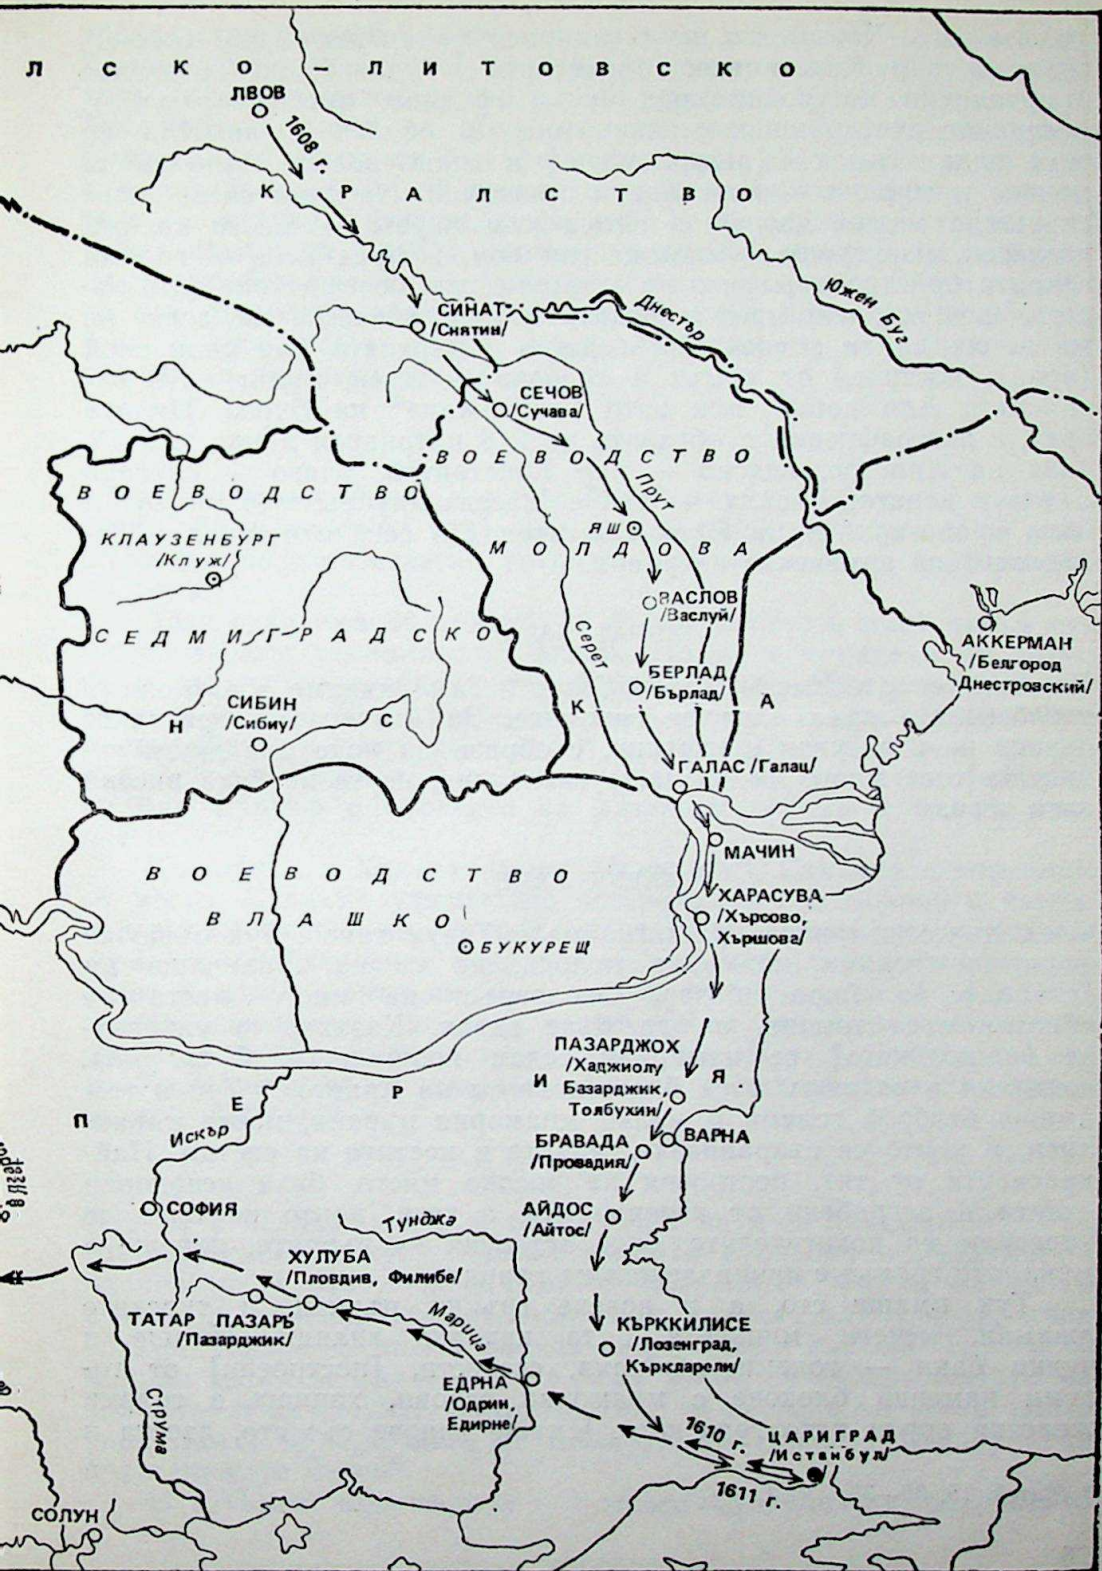 ЛСКО-ЛИТОВСКО
ЛВОВ
1608 г.
КРАЛСТВО
Южен Буг
Днестър
СИНАТ
/Снятин/
СЕЧОВ
/Сучава/
ВОЕВОДСТВО
ВОЕВОДСТВО
Прут
КЛАУЗЕНБУРГ
/Клуж/
ЯШ
МОЛДОВА
ВАСЛОВ
/Васлуй/
СЕДМИГРАДСКО
Серет
АККЕРМАН
/Белгород
Днестровский/
БЕРЛАД
/Бърлад/
СИБИН
/Сибиу/
Н С К А
ГАЛАС /Галац/
МАЧИН
ВОЕВОДСТВО
ВЛАШКО
ХАРАСУВА
/Хърсово,
Хършова/
БУКУРЕЩ
ПАЗАРДЖОХ
/Хаджиолу
Базарджик,
Толбухин/
П Е Р И Я
Искър
БРАВАДА
/Провадия/
ВАРНА
СОФИЯ
Тунджа
АЙДОС
/Айтос/
ХУЛУБА
/Пловдив, Филибе/
ТАТАР ПАЗАРЪ
/Пазарджик/
Марица
КЪРККИЛИСЕ
/Лозенград,
Къркларели/
ЕДРНА
/Одрин,
Едирне/
Струма
1610 г.
ЦАРИГРАД
/Истанбул/
1611 г.
СОЛУН